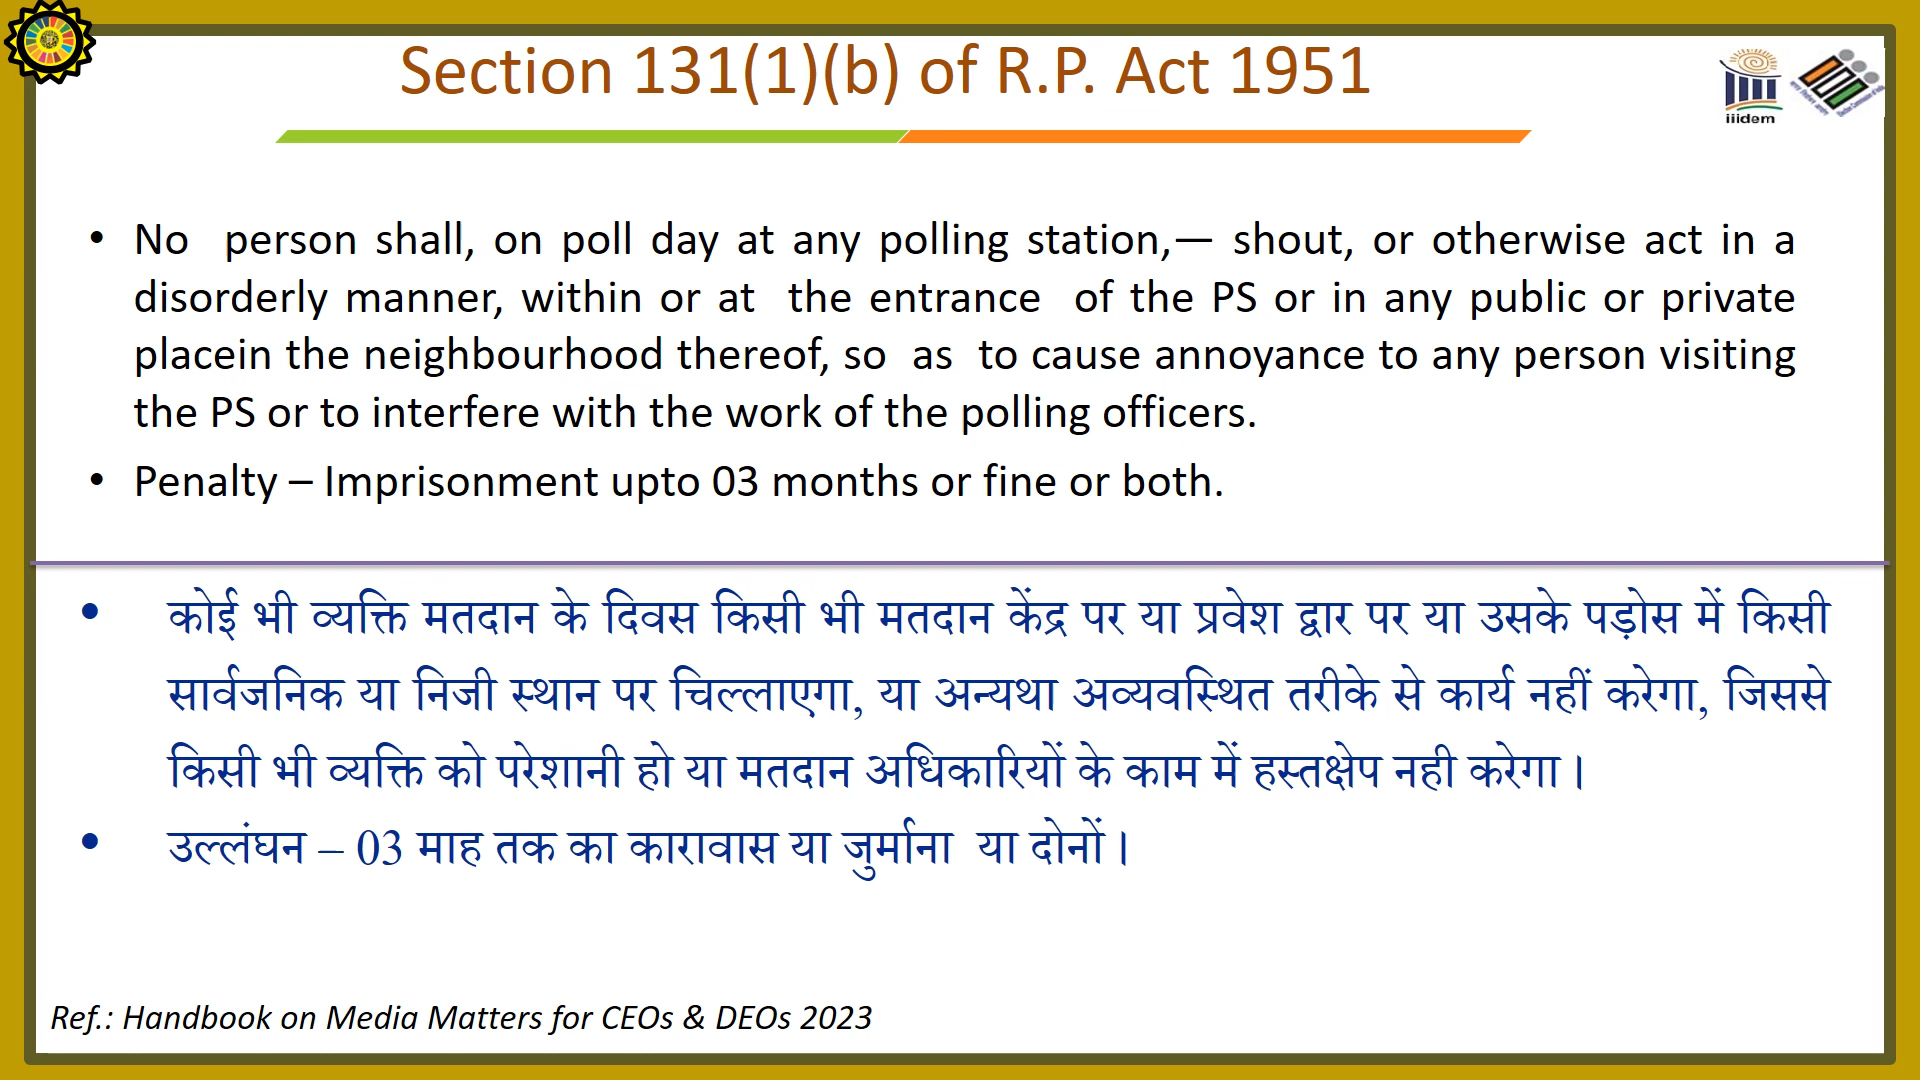 Section 131(1)(b) of R.P. Act 1951
iiidem
• No person shall, on poll day at any polling station,— shout, or otherwise act in a
disorderly manner, within or at the entrance of the PS or in any public or private
placein the neighbourhood thereof, so as to cause annoyance to any person visiting
the PS or to interfere with the work of the polling officers.
• Penalty – Imprisonment upto 03 months or fine or both.
• कोई भी व्यक्ति मतदान के दिवस किसी भी मतदान केंद्र पर या प्रवेश द्वार पर या उसके पड़ोस में किसी
सार्वजनिक या निजी स्थान पर चिल्लाएगा, या अन्यथा अव्यवस्थित तरीके से कार्य नहीं करेगा, जिससे
किसी भी व्यक्ति को परेशानी हो या मतदान अधिकारियों के काम में हस्तक्षेप नही करेगा।
• उल्लंघन – 03 माह तक का कारावास या जुर्माना या दोनों।
Ref.: Handbook on Media Matters for CEOs & DEOs 2023